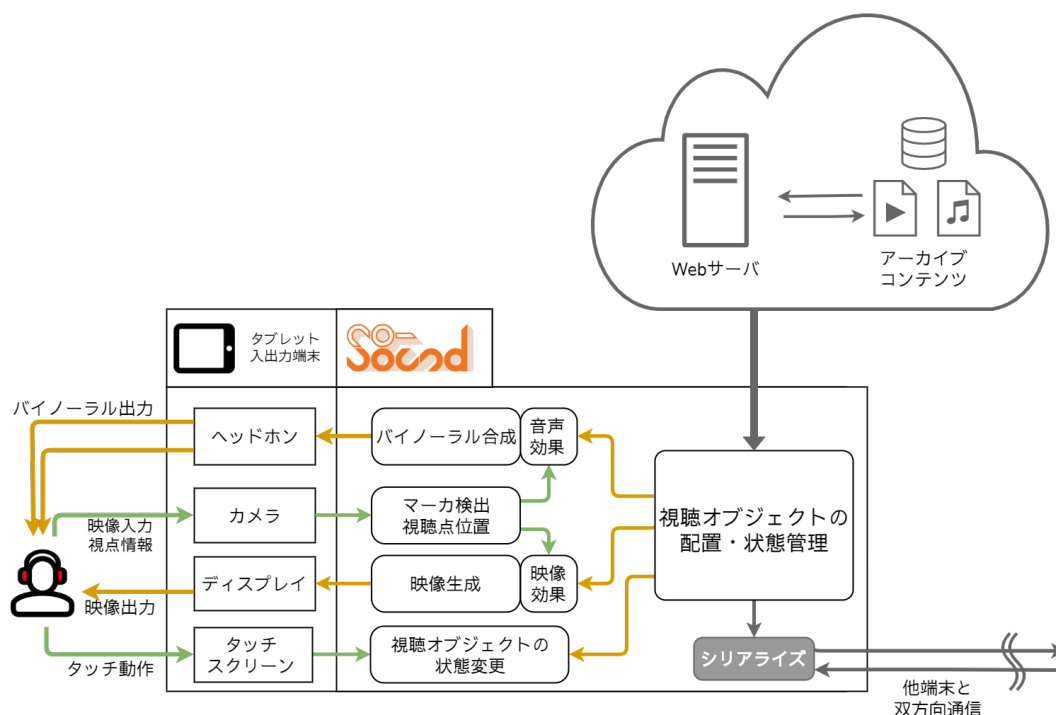 Webサーバ
アーカイブ
コンテンツ
タブレット
入出力端末
CO-
Sound
バイノーラル出力
ヘッドホン
バイノーラル合成
音声
効果
映像入力
視点情報
カメラ
マーカ検出
視聴点位置
視聴オブジェクトの
配置・状態管理
ディスプレイ
映像生成
映像
効果
映像出力
タッチ動作
タッチ
スクリーン
視聴オブジェクトの
状態変更
シリアライズ
他端末と
双方向通信